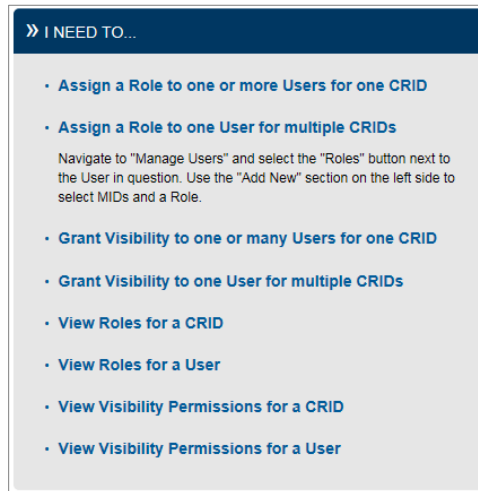 » I NEED TO...
• Assign a Role to one or more Users for one CRID
• Assign a Role to one User for multiple CRIDs
Navigate to "Manage Users" and select the "Roles" button next to
the User in question. Use the "Add New" section on the left side to
select MIDs and a Role.
• Grant Visibility to one or many Users for one CRID
• Grant Visibility to one User for multiple CRIDs
• View Roles for a CRID
• View Roles for a User
• View Visibility Permissions for a CRID
• View Visibility Permissions for a User